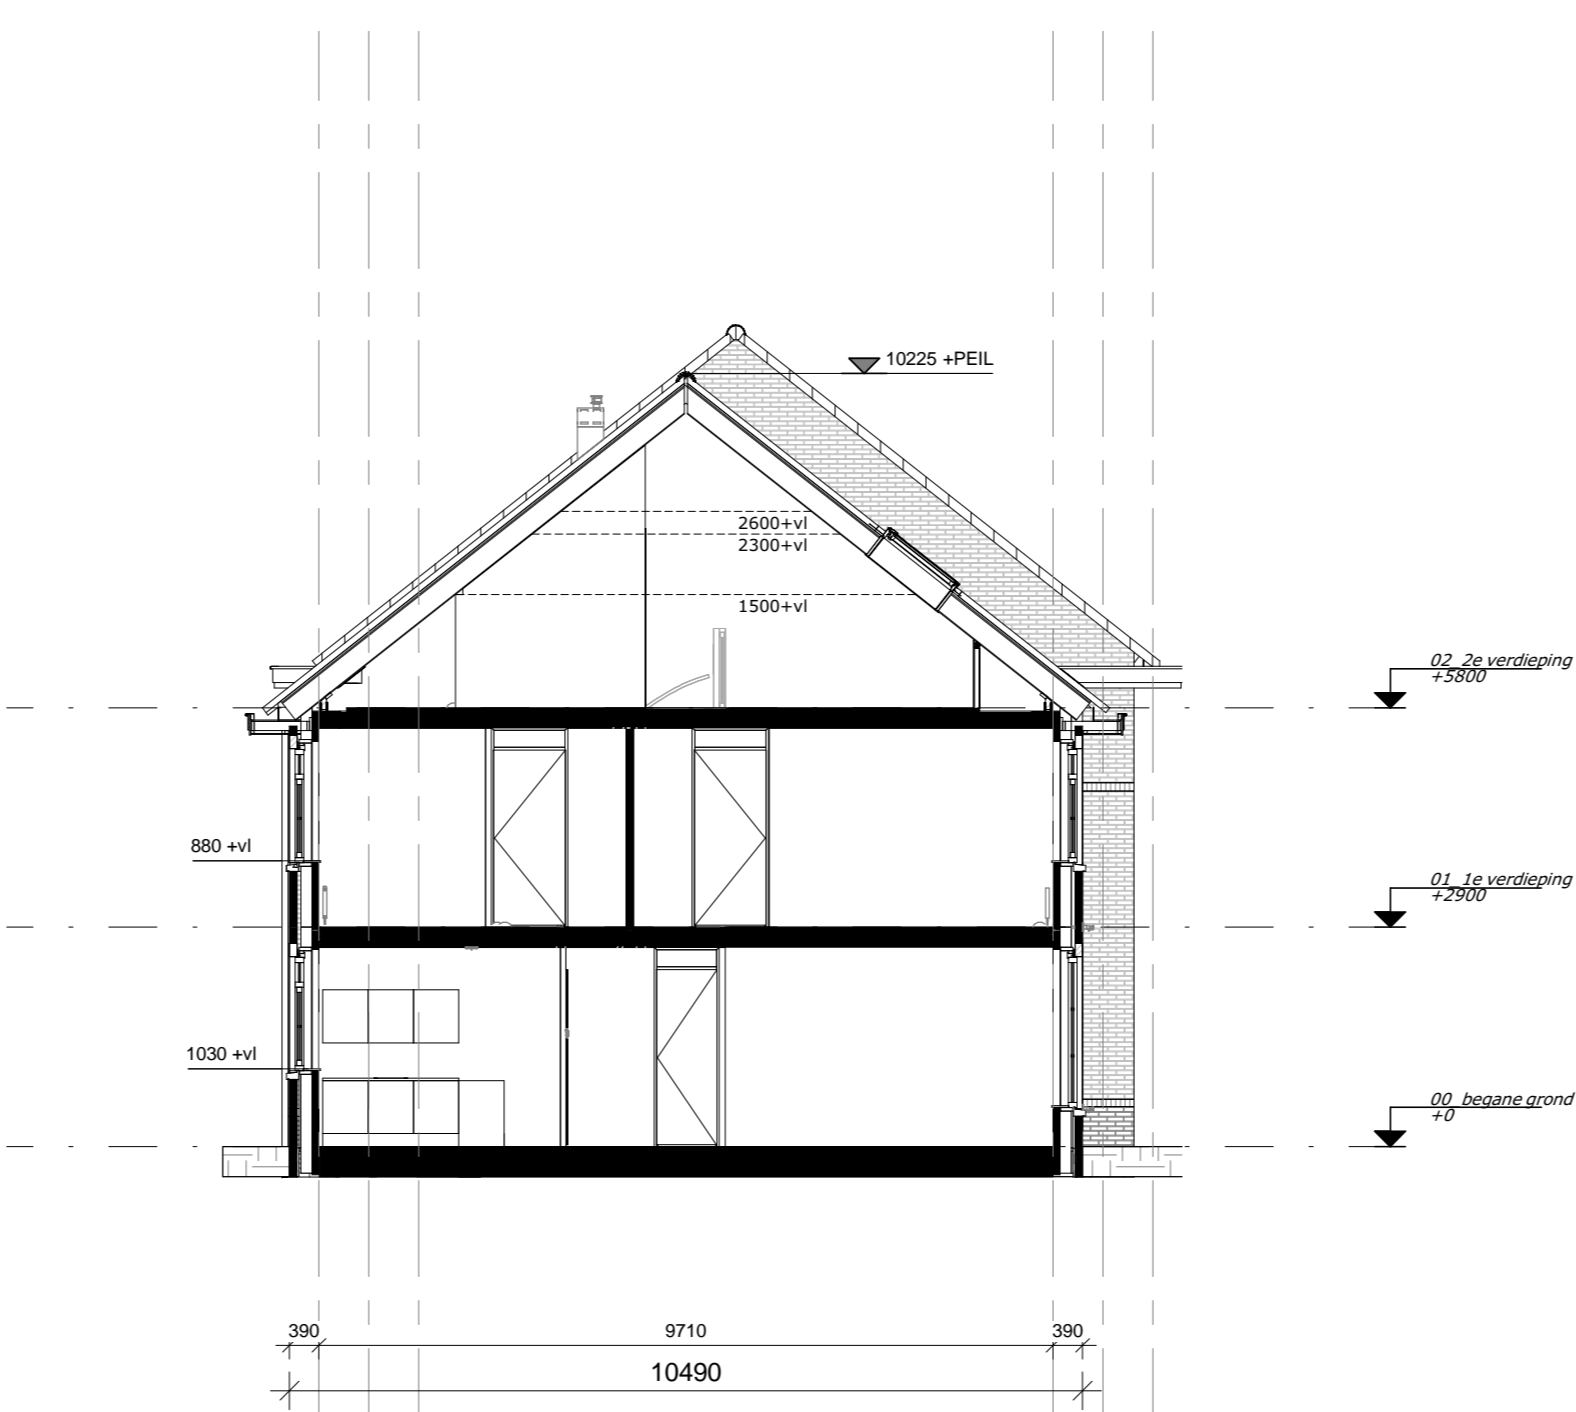 10225 +PEIL
2600+vl
2300+vl
1500+vl
02_2e verdieping
+5800
880 +vl
01_1e verdieping
+2900
1030 +vl
00_begane grond
+0
390
9710
390
10490